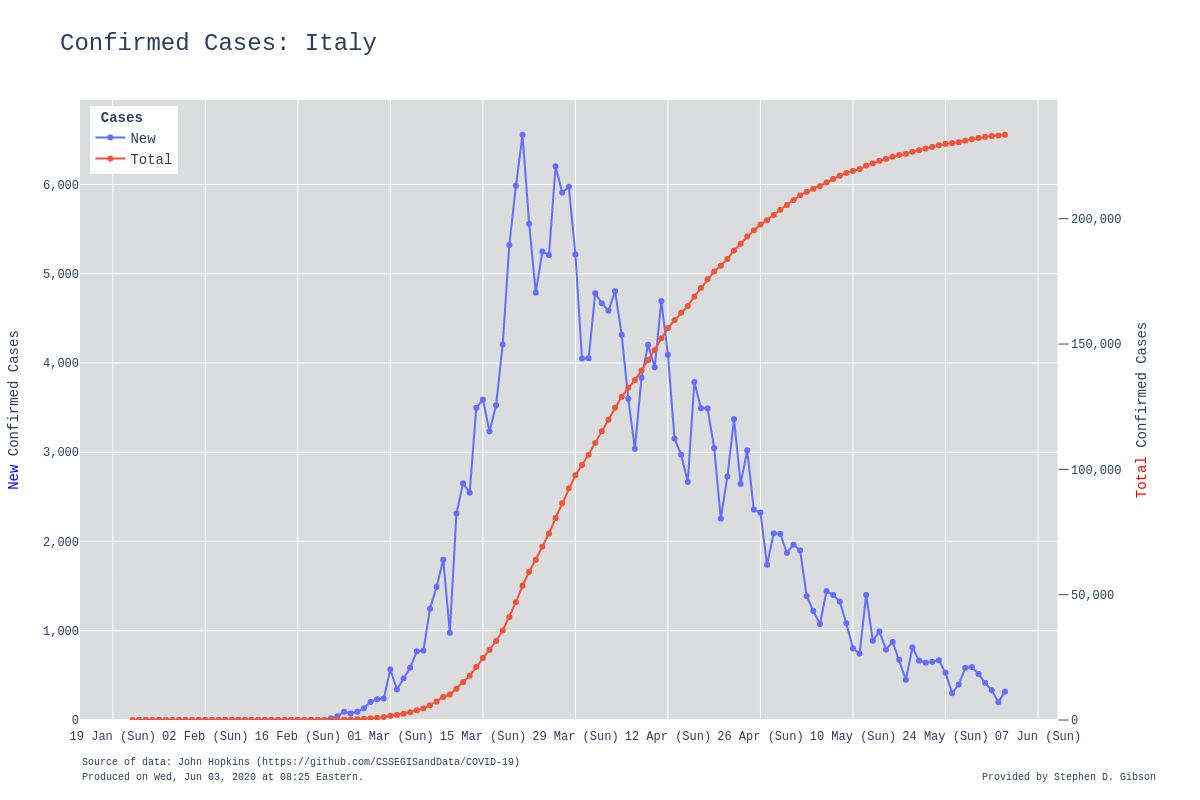 Confirmed Cases: Italy
Cases
New
Total
6,000
5,000
4,000
3,000
2,000
1,000
0
New Confirmed Cases
200,000
150,000
100,000
50,000
0
Total Confirmed Cases
19 Jan (Sun) 02 Feb (Sun) 16 Feb (Sun) 01 Mar (Sun) 15 Mar (Sun) 29 Mar (Sun) 12 Apr (Sun) 26 Apr (Sun) 10 May (Sun) 24 May (Sun) 07 Jun (Sun)
Source of data: John Hopkins (https://github.com/CSSEGISandData/COVID-19)
Produced on Wed, Jun 03, 2020 at 08:25 Eastern.
Provided by Stephen D. Gibson